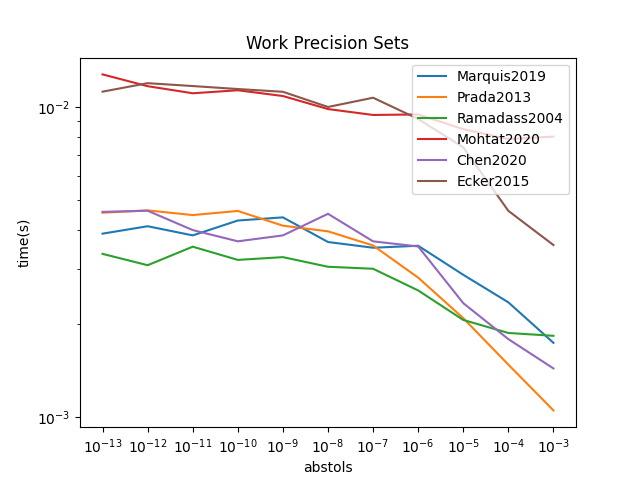 Work Precision Sets
Marquis2019
Prada2013
Ramadass2004
Mohtat2020
Chen2020
Ecker2015
time(s)
10⁻²
10⁻³
10⁻¹³ 10⁻¹² 10⁻¹¹ 10⁻¹⁰ 10⁻⁹ 10⁻⁸ 10⁻⁷ 10⁻⁶ 10⁻⁵ 10⁻⁴ 10⁻³
abstols